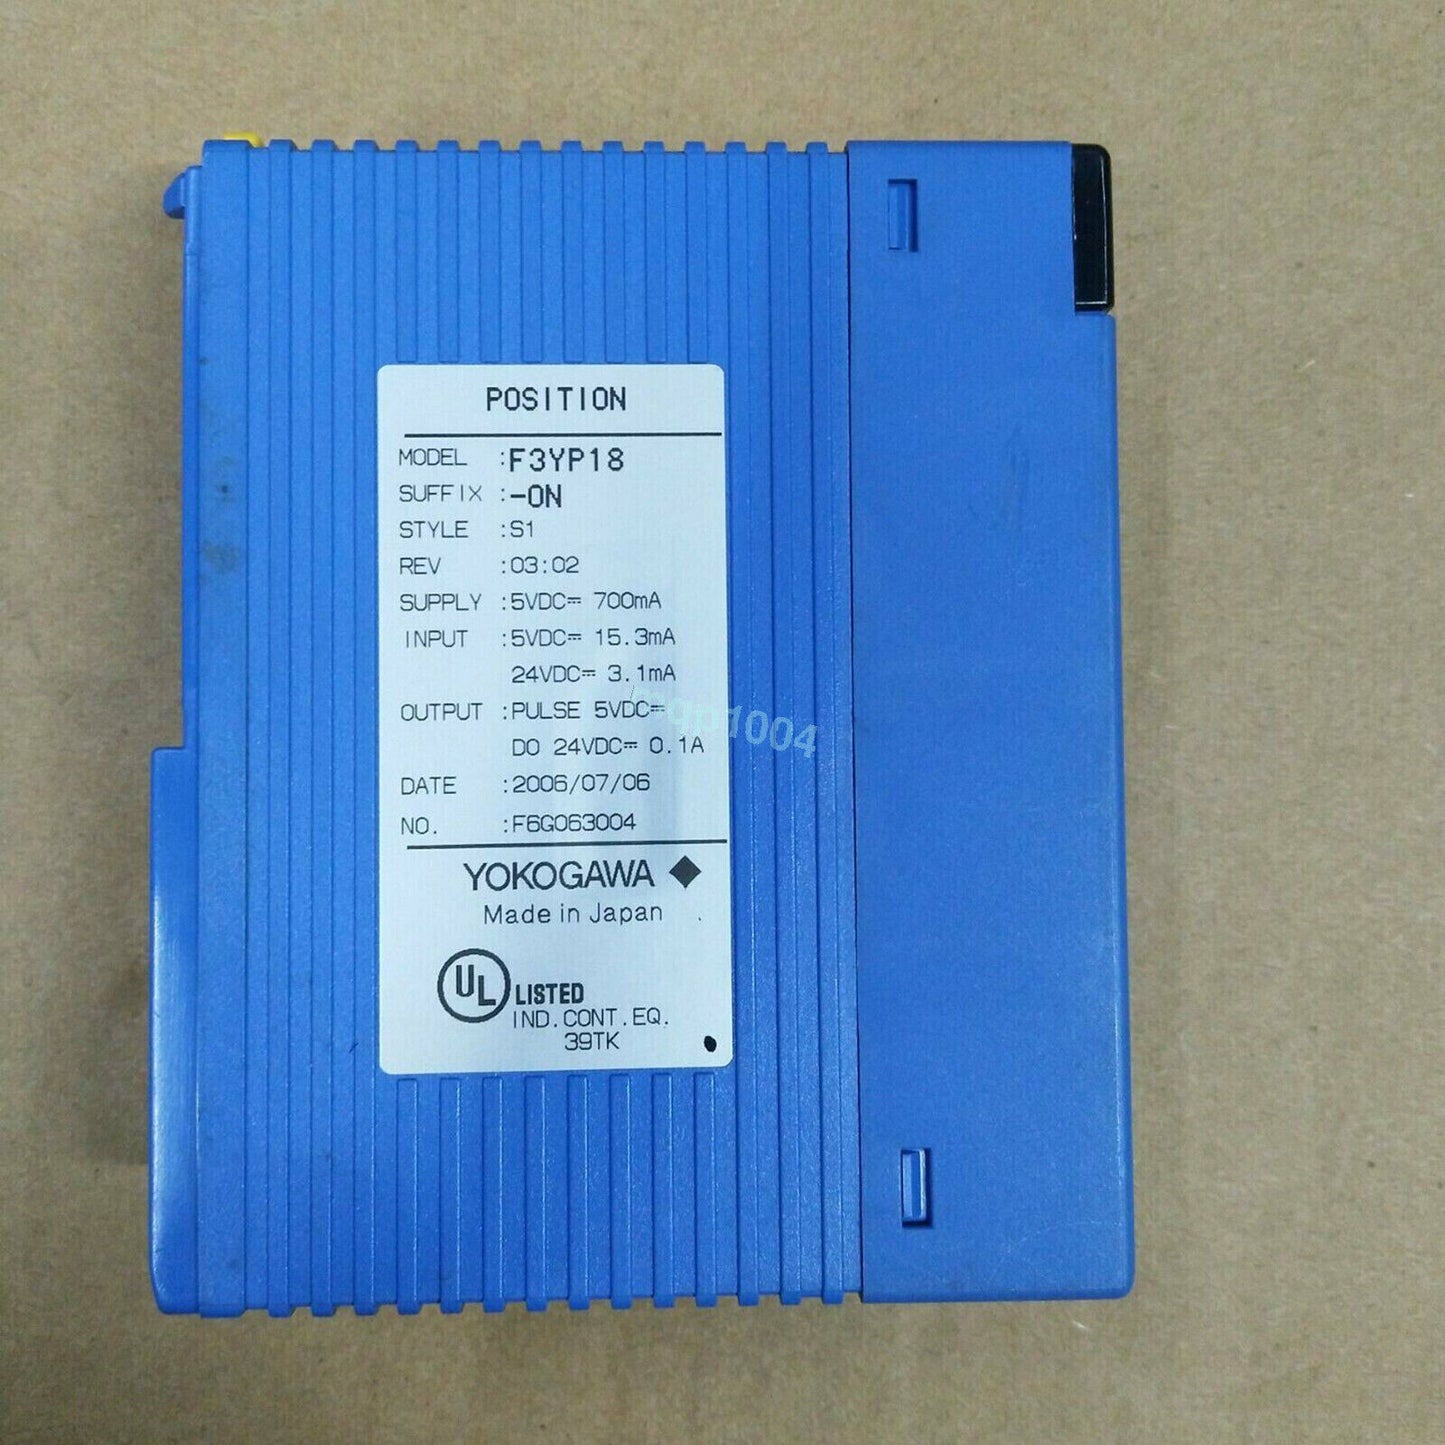 POSITION
MODEL :F3YP18
SUFFIX :-0N
STYLE :S1
REV :03:02
SUPPLY :5VDC⎓ 700mA
INPUT :5VDC⎓ 15.3mA
24VDC⎓ 3.1mA
OUTPUT :PULSE 5VDC⎓
DO 24VDC⎓ 0.1A
DATE :2006/07/06
NO. :F6G063004
YOKOGAWA
Made in Japan
UL LISTED
IND.CONT.EQ.
39TK